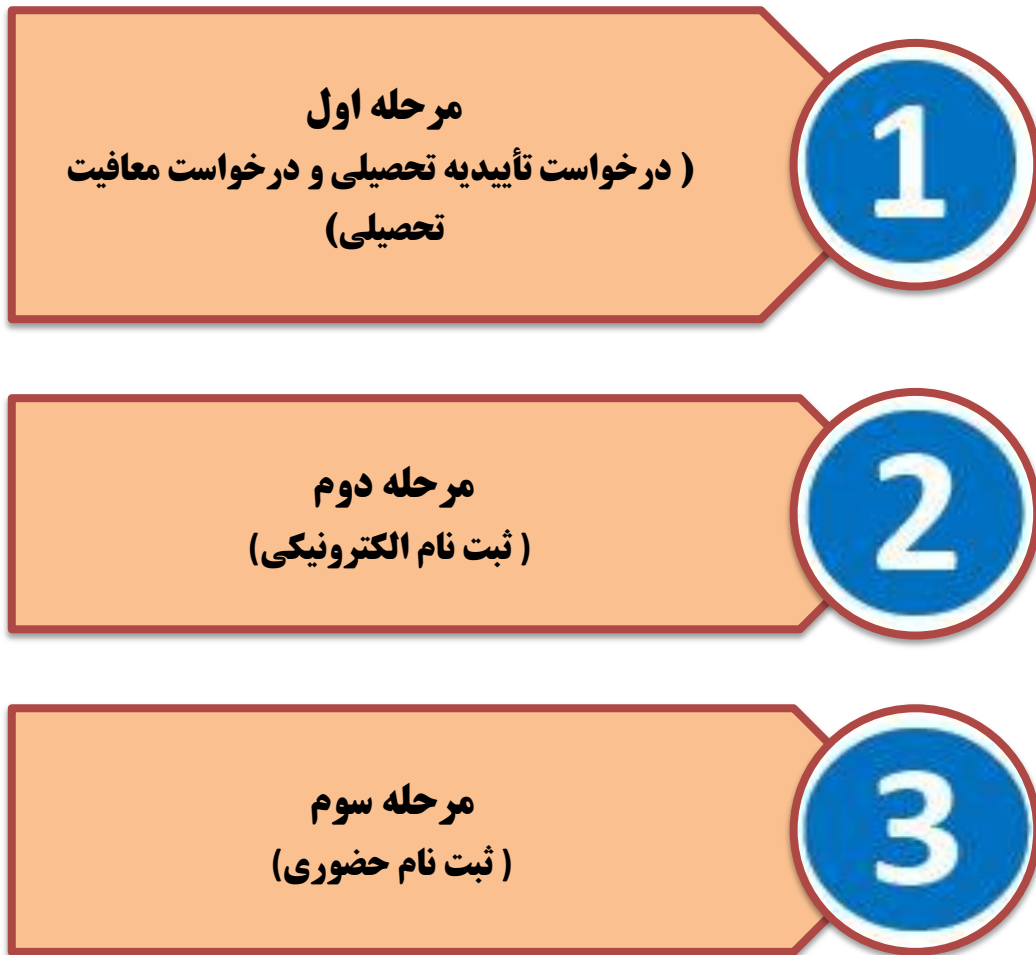 مرحله اول
( درخواست تأییدیه تحصیلی و درخواست معافیت
تحصیلی)
1
مرحله دوم
( ثبت نام الکترونیکی)
2
مرحله سوم
( ثبت نام حضوری)
3